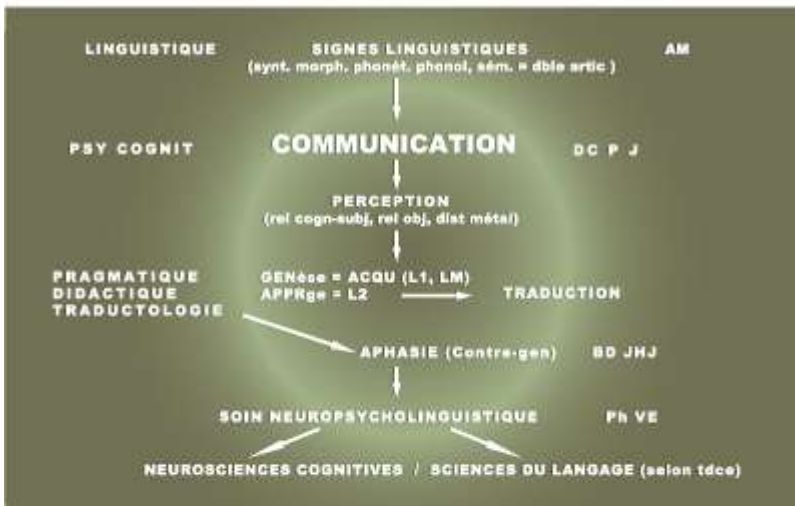 LINGUISTIQUE SIGNES LINGUISTIQUES AM
(synt. morph. phonét. phonol, sém. = dble artic )
PSY COGNIT COMMUNICATION DC P J
PERCEPTION
(rel cogn-subj, rel obj, dist métal)
PRAGMATIQUE GENèse = ACQU (L1, LM)
DIDACTIQUE APPRge = L2 TRADUCTION
TRADUCTOLOGIE
APHASIE (Contre-gen) BD JHJ
SOIN NEUROPSYCHOLINGUISTIQUE Ph VE
NEUROSCIENCES COGNITIVES / SCIENCES DU LANGAGE (selon tdce)